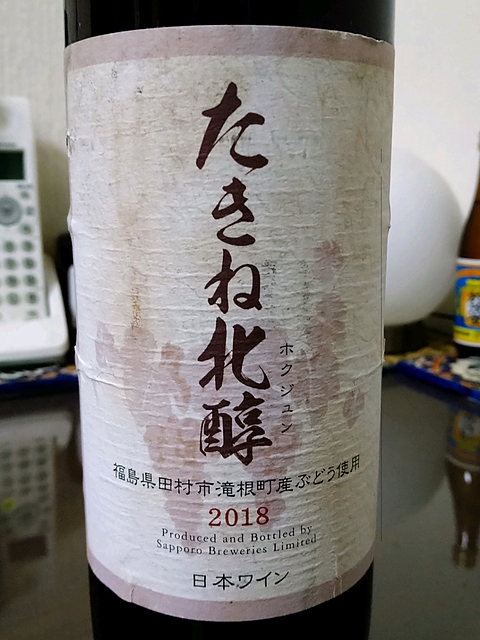 たきね北醇
ホクジュン
福島県田村市滝根町産ぶどう使用
2018
Produced and Bottled by
Sapporo Breweries Limited
日本ワイン